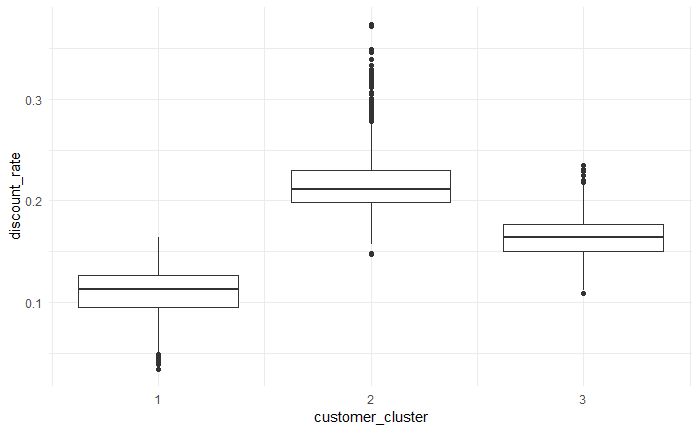 discount_rate
0.3
0.2
0.1
1 2 3
customer_cluster